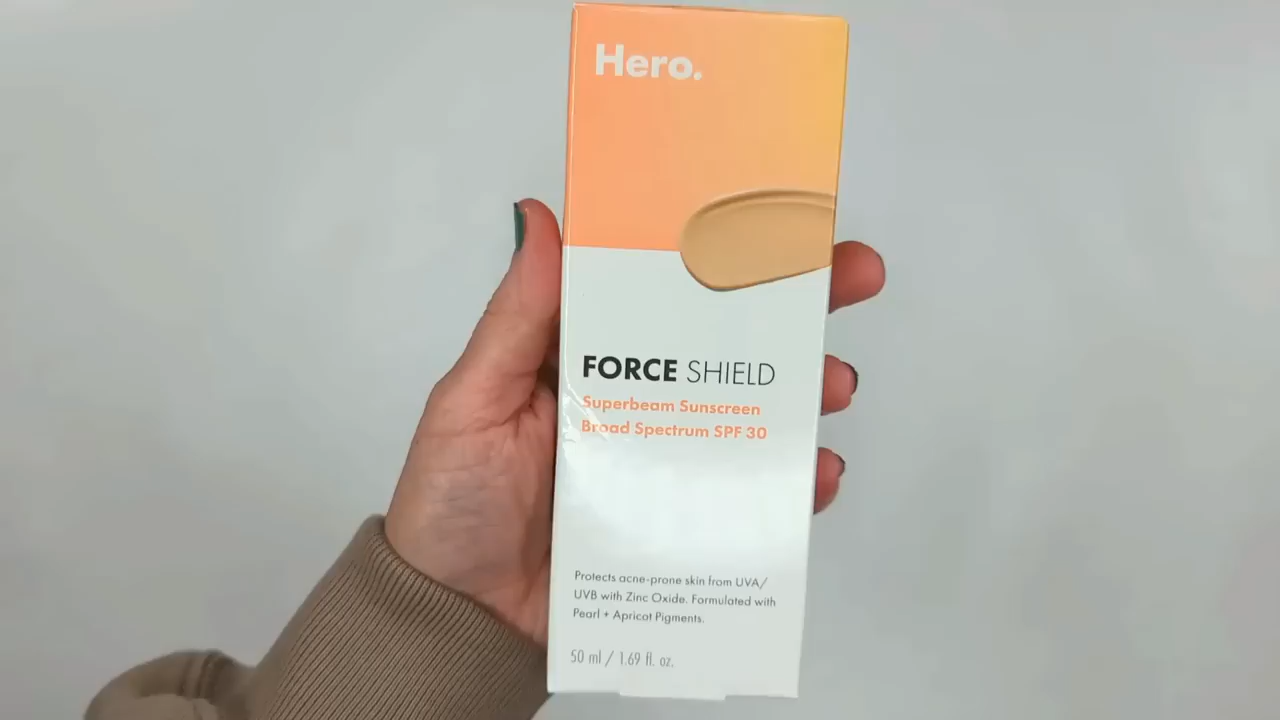 Hero.
FORCE SHIELD
Superbeam Sunscreen
Broad Spectrum SPF 30
Protects acne-prone skin from UVA/
UVB with Zinc Oxide. Formulated with
Pearl + Apricot Pigments.
50 ml / 1.69 fl. oz.